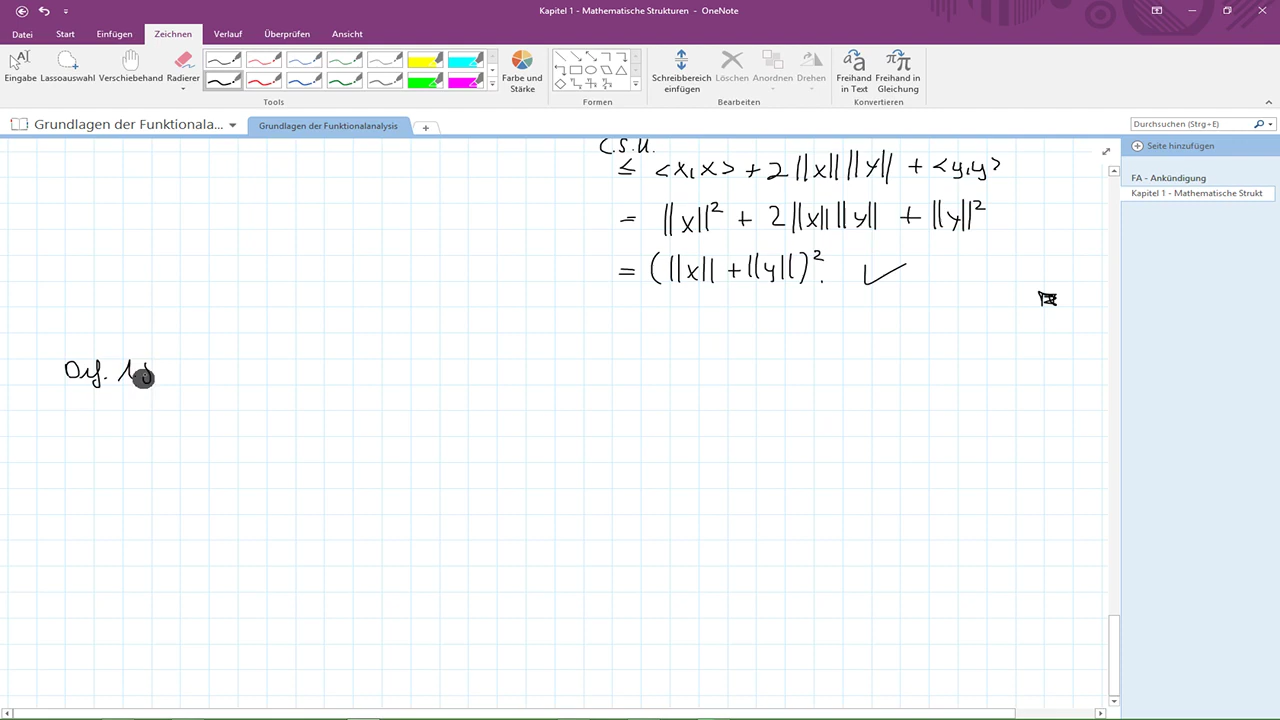 Kapitel 1 - Mathematische Strukturen - OneNote
Datei Start Einfügen Zeichnen Verlauf Überprüfen Ansicht
Eingabe Lassoauswahl Verschiebehand Radierer
Farbe und Stärke
Schreibbereich einfügen
Löschen Anordnen Drehen
Freihand in Text
Freihand in Gleichung
Tools Formen Bearbeiten Konvertieren
Grundlagen der Funktionala...
Grundlagen der Funktionalanalysis
Durchsuchen (Strg+E)
Seite hinzufügen
FA - Ankündigung
Kapitel 1 - Mathematische Strukt
C.S.U.
≤ <x,x> + 2 ||x|| ||y|| + <y,y>
= ||x||² + 2 ||x|| ||y|| + ||y||²
= (||x|| + ||y||)². ✓
Def.